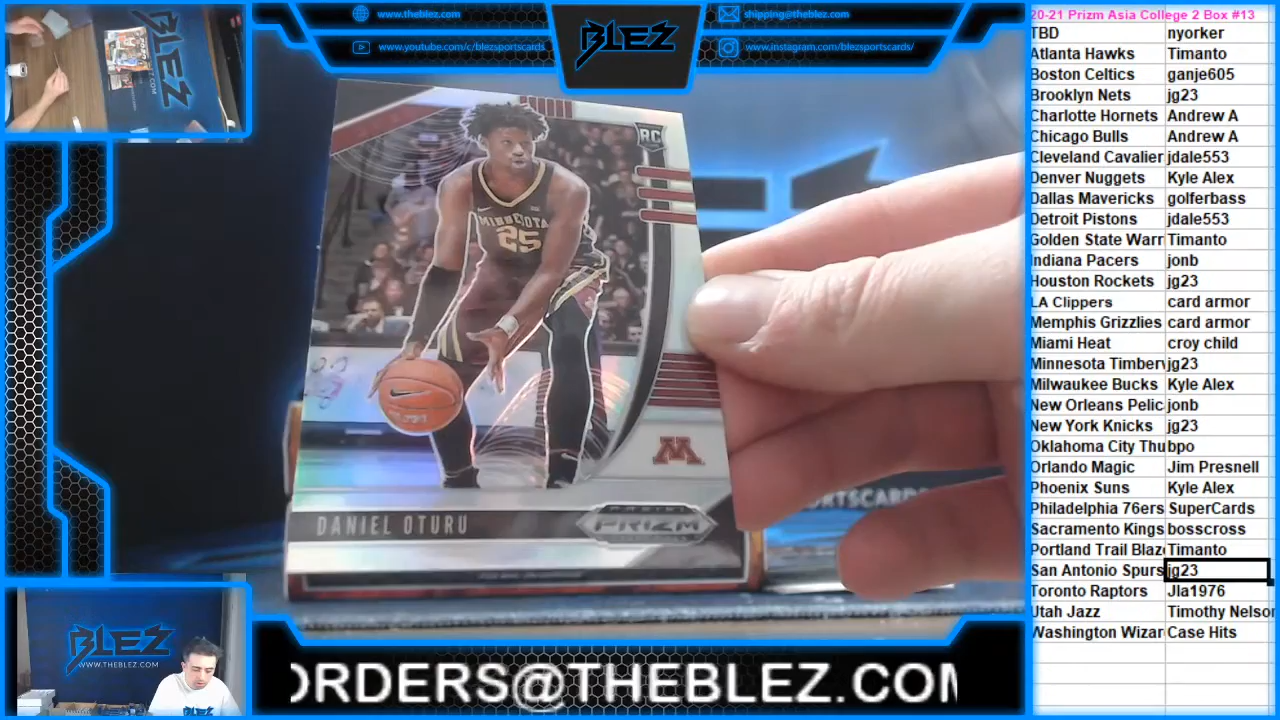 www.theblez.com
www.youtube.com/c/blezsportscards
BLEZ
shipping@theblez.com
www.instagram.com/blezsportscards/
RC
MINNESOTA
25
M
DANIEL OTURU
PANINI
PRIZM
SPORTSCARDS
BLEZ
WWW.THEBLEZ.COM
ORDERS@THEBLEZ.COM
20-21 Prizm Asia College 2 Box #13
TBD nyorker
Atlanta Hawks Timanto
Boston Celtics ganje605
Brooklyn Nets jg23
Charlotte Hornets Andrew A
Chicago Bulls Andrew A
Cleveland Cavalier jdale553
Denver Nuggets Kyle Alex
Dallas Mavericks golferbass
Detroit Pistons jdale553
Golden State Warr Timanto
Indiana Pacers jonb
Houston Rockets jg23
LA Clippers card armor
Memphis Grizzlies card armor
Miami Heat croy child
Minnesota Timberv jg23
Milwaukee Bucks Kyle Alex
New Orleans Pelic jonb
New York Knicks jg23
Oklahoma City Thu bpo
Orlando Magic Jim Presnell
Phoenix Suns Kyle Alex
Philadelphia 76ers SuperCards
Sacramento Kings bosscross
Portland Trail Blaze Timanto
San Antonio Spurs jg23
Toronto Raptors Jla1976
Utah Jazz Timothy Nelson
Washington Wizar Case Hits